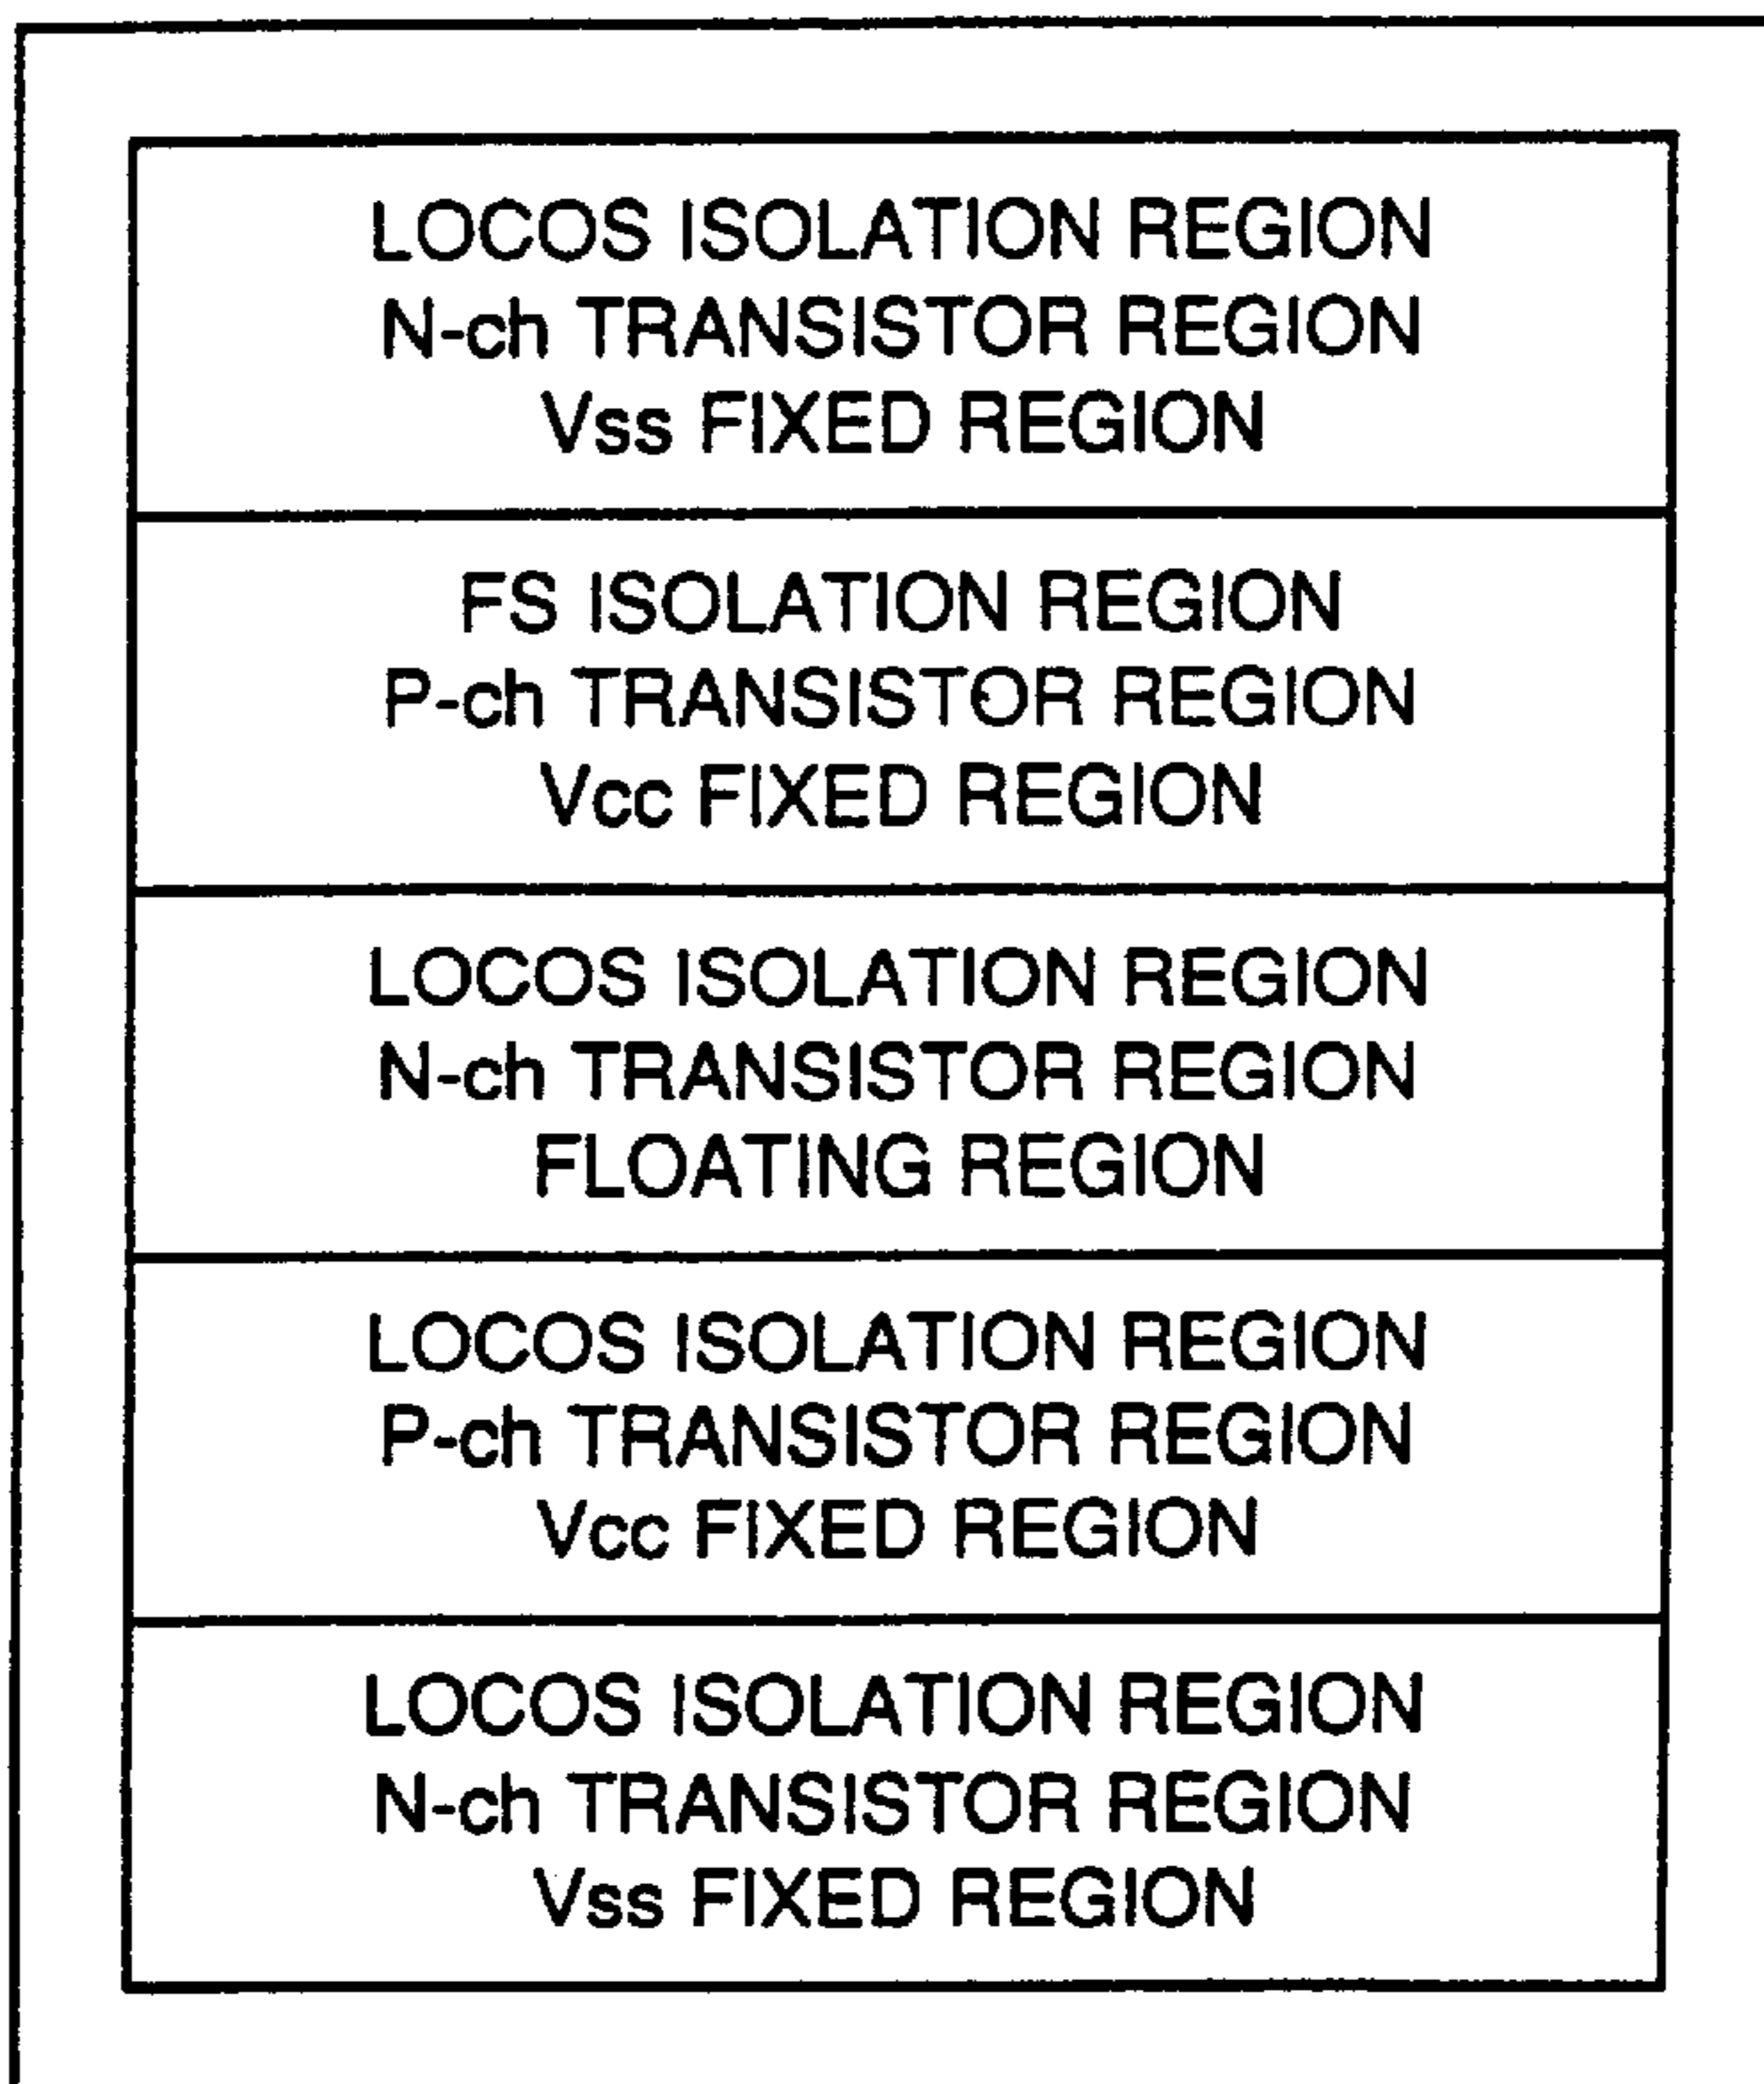 LOCOS ISOLATION REGION
N-ch TRANSISTOR REGION
Vss FIXED REGION
FS ISOLATION REGION
P-ch TRANSISTOR REGION
Vcc FIXED REGION
LOCOS ISOLATION REGION
N-ch TRANSISTOR REGION
FLOATING REGION
LOCOS ISOLATION REGION
P-ch TRANSISTOR REGION
Vcc FIXED REGION
LOCOS ISOLATION REGION
N-ch TRANSISTOR REGION
Vss FIXED REGION